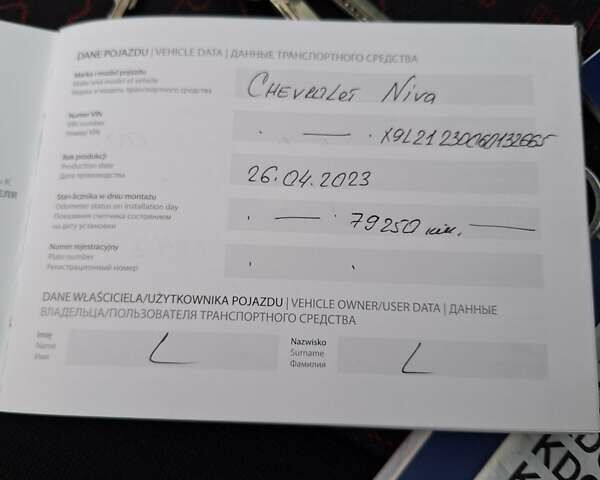 DANE POJAZDU | VEHICLE DATA | ДАННЫЕ ТРАНСПОРТНОГО СРЕДСТВА
Marka i model pojazdu
Make and model of vehicle
Марка и модель транспортного средства
CHEVROLET Niva
Numer VIN
VIN number
Номер VIN
. — . X9L21230060132665
Rok produkcji
Production date
Дата производства
26.04.2023
Stan licznika w dniu montażu
Odometer status on installation day
Показания счетчика состоянием
на дату установки
. — . 79250 км. —
Numer rejestracyjny
Plate number
Регистрационный номер
DANE WŁAŚCICIELA/UŻYTKOWNIKA POJAZDU | VEHICLE OWNER/USER DATA | ДАННЫЕ
ВЛАДЕЛЬЦА/ПОЛЬЗОВАТЕЛЯ ТРАНСПОРТНОГО СРЕДСТВА
Imię
Name
Имя
Nazwisko
Surname
Фамилия